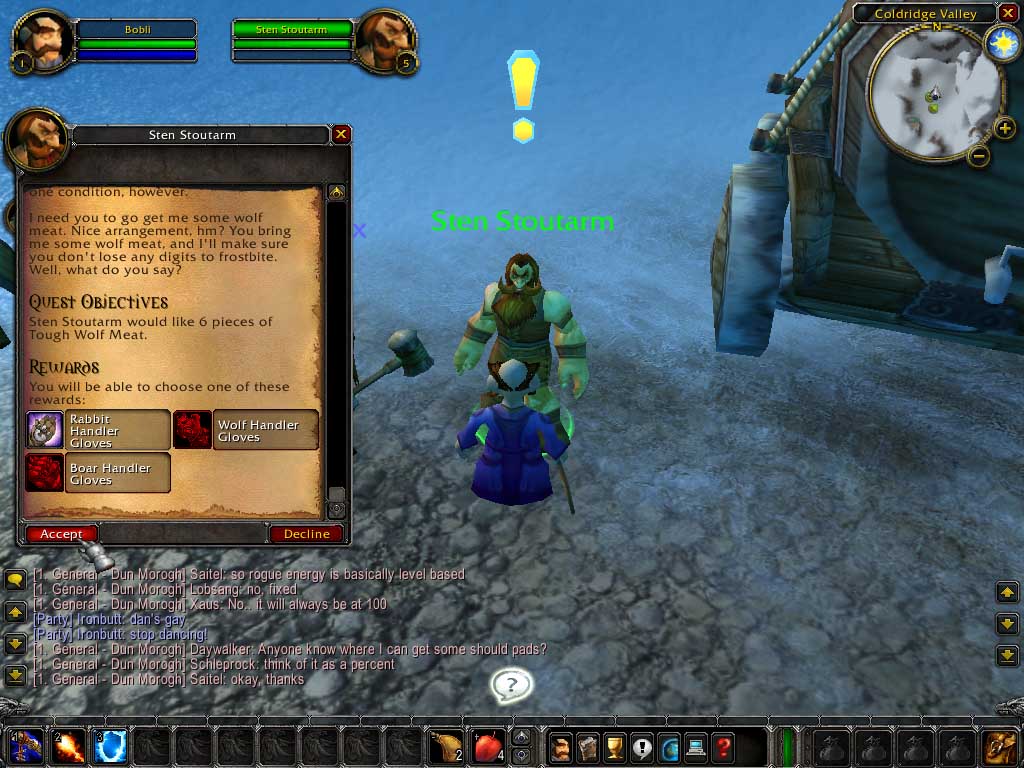 Bobli
Sten Stoutarm
1
5
Coldridge Valley
N
Sten Stoutarm
one condition, however.
I need you to go get me some wolf
meat. Nice arrangement, hm? You bring
me some wolf meat, and I'll make sure
you don't lose any digits to frostbite.
Well, what do you say?
Quest Objectives
Sten Stoutarm would like 6 pieces of
Tough Wolf Meat.
Rewards
You will be able to choose one of these
rewards:
Rabbit
Handler
Gloves
Wolf Handler
Gloves
Boar Handler
Gloves
Accept
Decline
Sten Stoutarm
[1. General - Dun Morogh] Saitel: so rogue energy is basically level based
[1. General - Dun Morogh] Lobsang: no, fixed
[1. General - Dun Morogh] Xaus: No.. it will always be at 100
[Party] Ironbutt: dan's gay
[Party] Ironbutt: stop dancing!
[1. General - Dun Morogh] Daywalker: Anyone know where I can get some should pads?
[1. General - Dun Morogh] Schleprock: think of it as a percent
[1. General - Dun Morogh] Saitel: okay, thanks
1
2
3
2
4